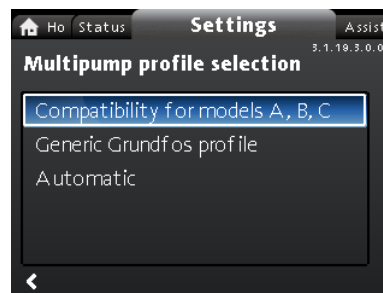 Ho Status Settings Assist
3.1.19.3.0.0
Multipump profile selection
Compatibility for models A, B, C
Generic Grundfos profile
Automatic